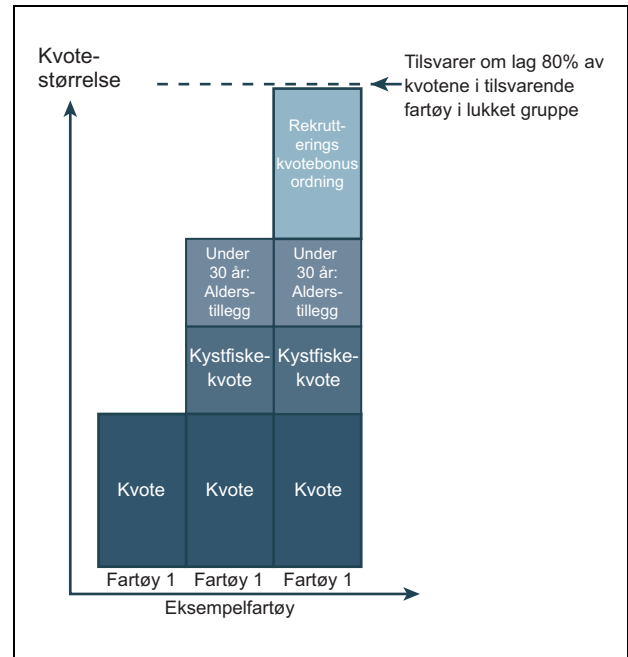 Kvote-
størrelse
Tilsvarer om lag 80% av
kvotene i tilsvarende
fartøy i lukket gruppe
Rekrutt-
erings
kvotebonus
ordning
Under
30 år:
Alders-
tillegg
Under
30 år:
Alders-
tillegg
Kystfiske-
kvote
Kystfiske-
kvote
Kvote
Kvote
Kvote
Fartøy 1
Fartøy 1
Fartøy 1
Eksempelfartøy